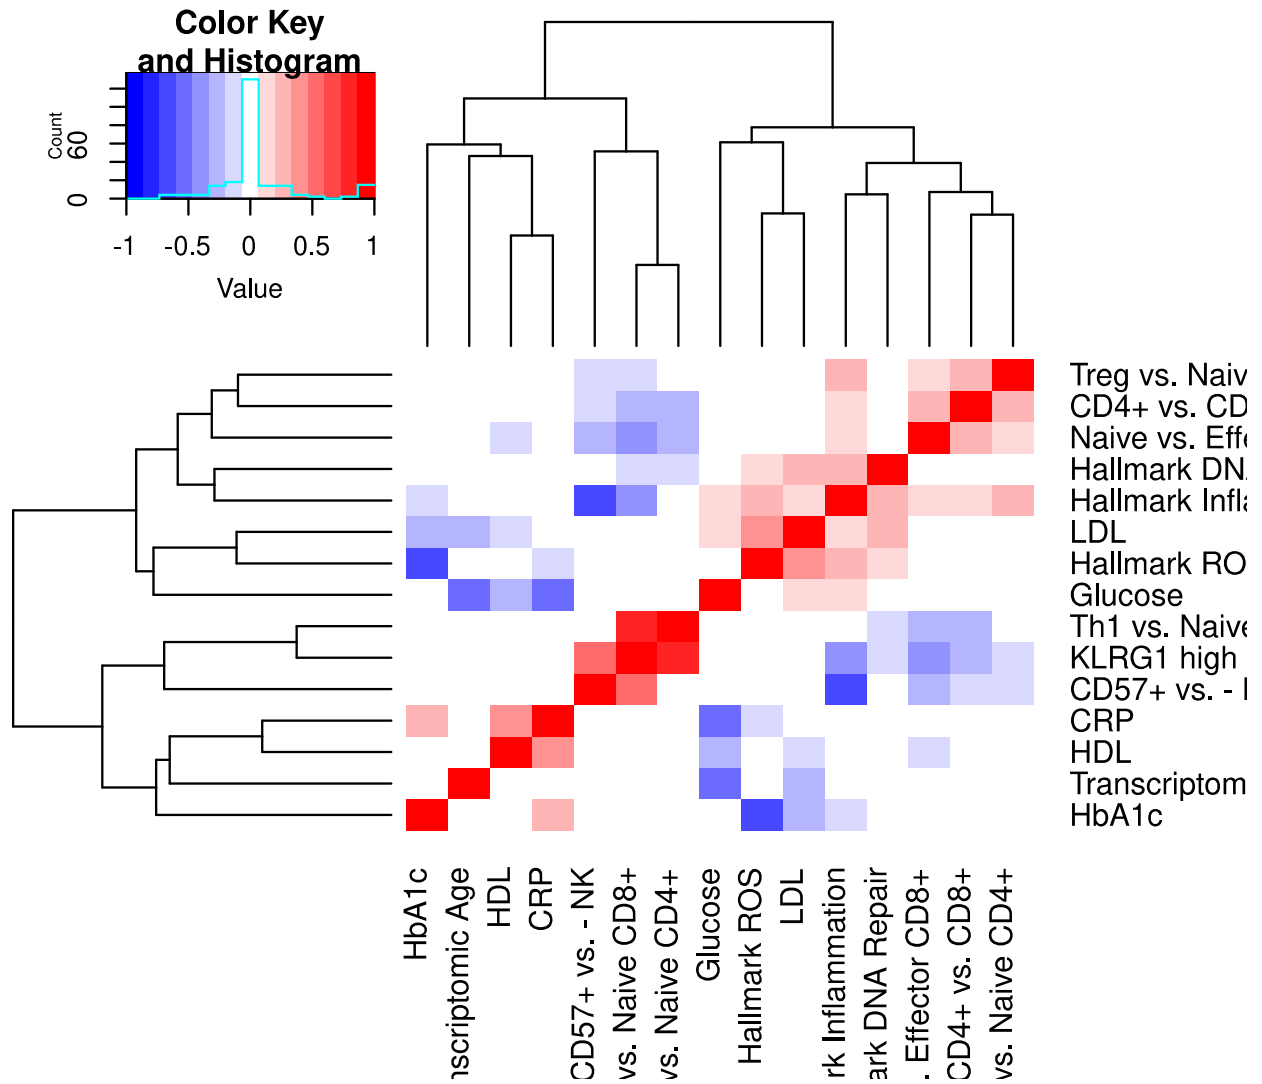 Color Key
and Histogram
Count
0
60
-1
-0.5
0
0.5
1
Value
Treg vs. Naiv
CD4+ vs. CD
Naive vs. Effe
Hallmark DN
Hallmark Infla
LDL
Hallmark RO
Glucose
Th1 vs. Naive
KLRG1 high
CD57+ vs. - 
CRP
HDL
Transcriptom
HbA1c
HbA1c
nscriptomic Age
HDL
CRP
CD57+ vs. - NK
vs. Naive CD8+
vs. Naive CD4+
Glucose
Hallmark ROS
LDL
rk Inflammation
ark DNA Repair
. Effector CD8+
CD4+ vs. CD8+
vs. Naive CD4+